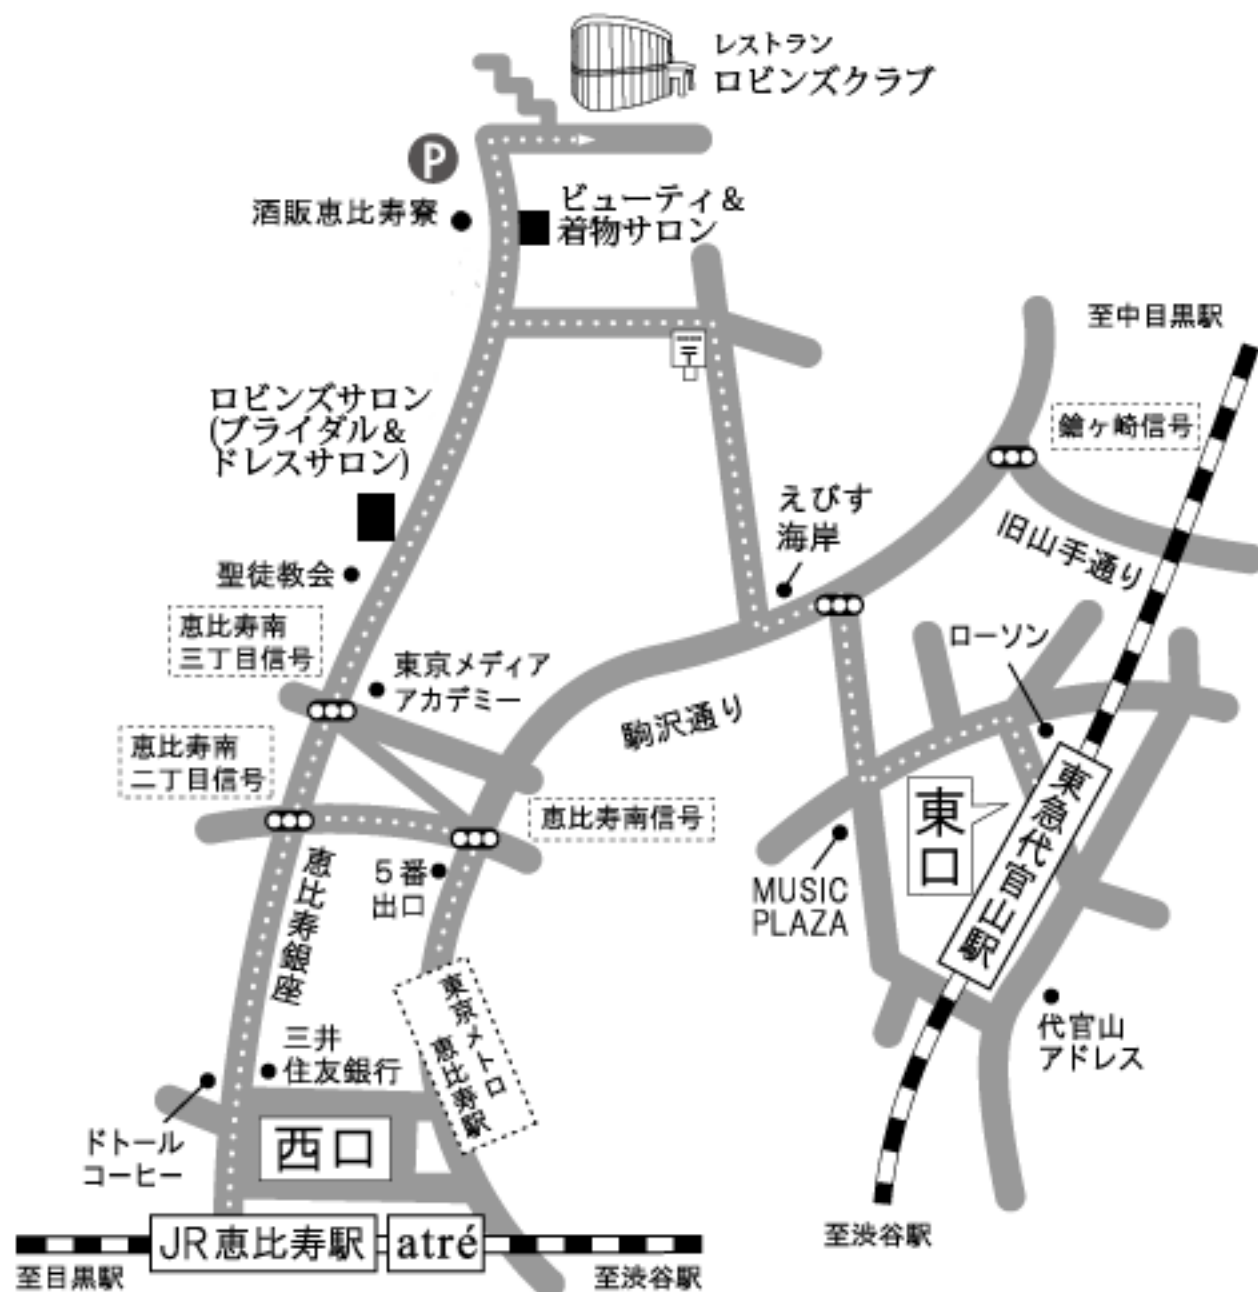 レストラン
ロビンズクラブ
P
酒販恵比寿寮
ビューティ&
着物サロン
〒
至中目黒駅
鎗ヶ崎信号
旧山手通り
ロビンズサロン
(ブライダル&
ドレスサロン)
えびす
海岸
聖徒教会
恵比寿南
三丁目信号
東京メディア
アカデミー
ローソン
駒沢通り
恵比寿南
二丁目信号
恵比寿南信号
東口
東急代官山駅
MUSIC
PLAZA
5番
出口
恵比寿銀座
東京メトロ
恵比寿駅
代官山
アドレス
三井
住友銀行
ドトール
コーヒー
西口
JR恵比寿駅
atré
至目黒駅
至渋谷駅
至渋谷駅